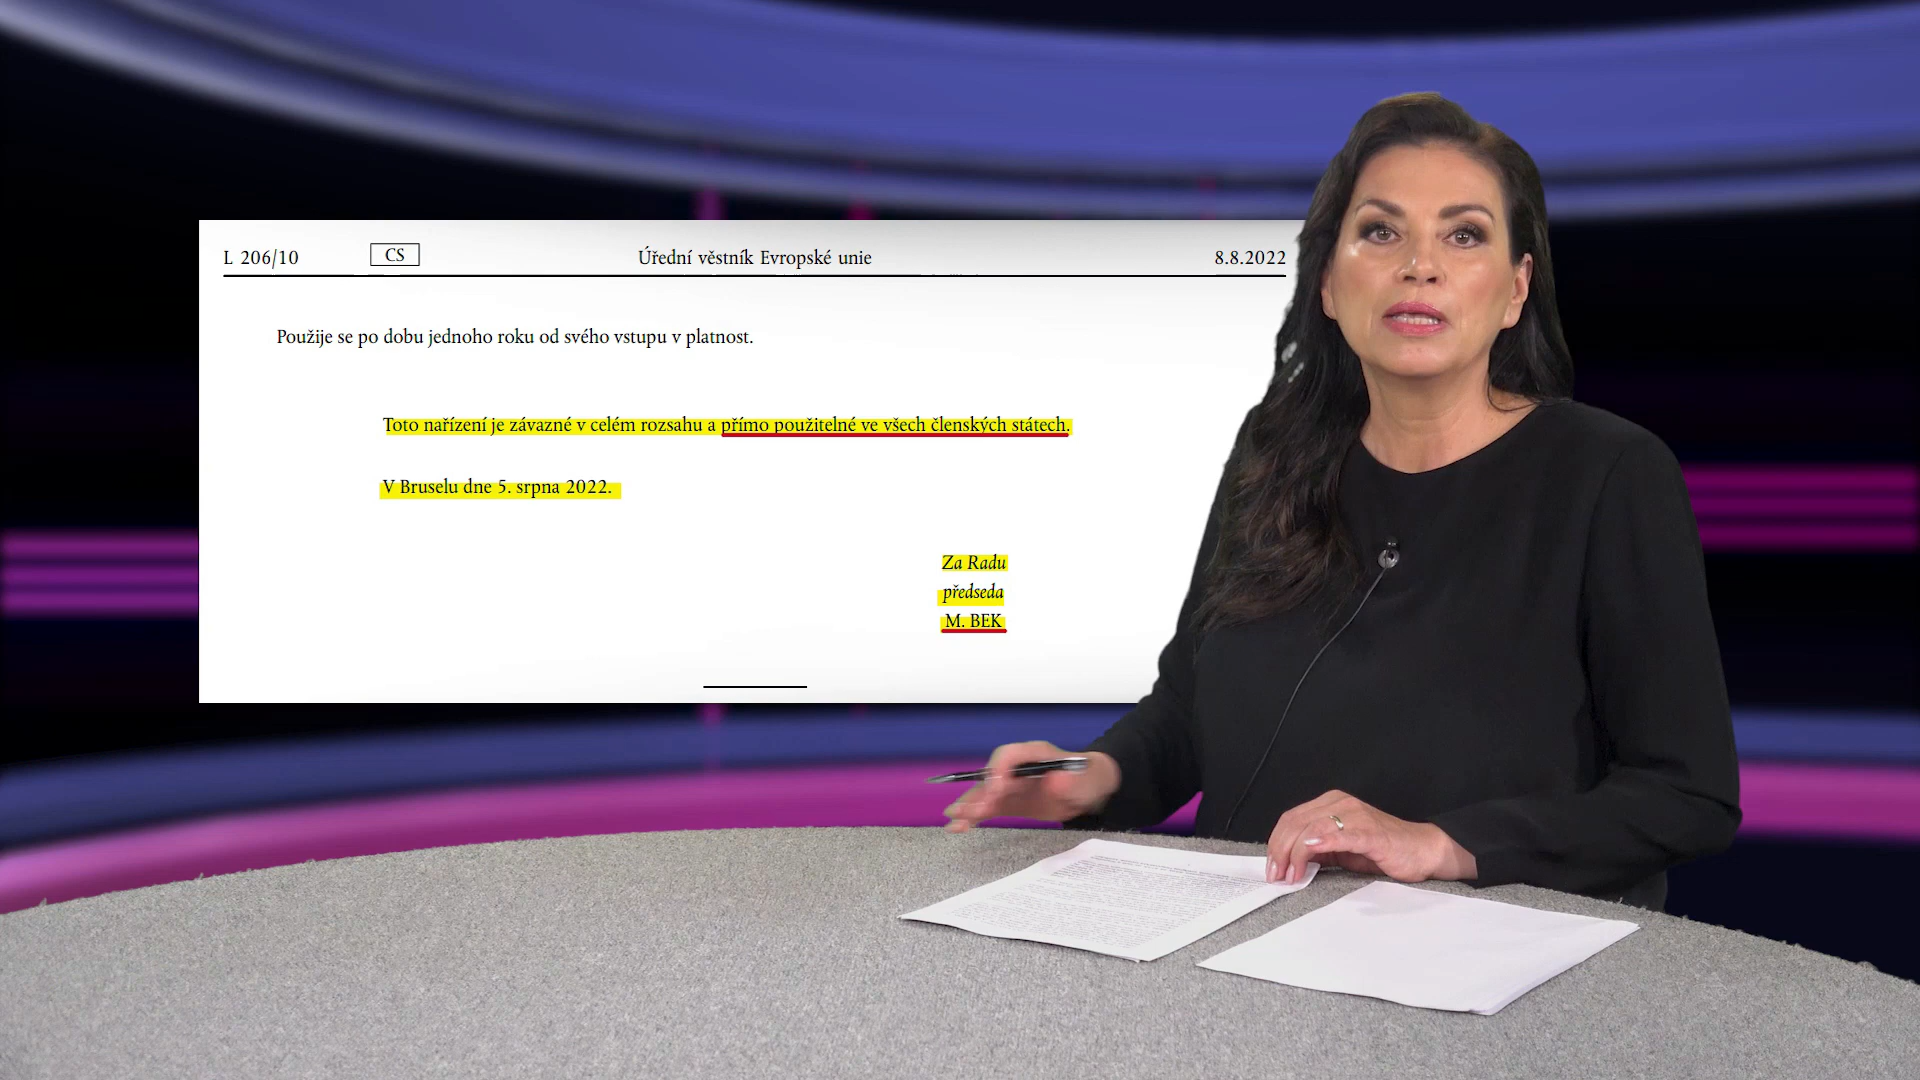 L 206/10 CS Úřední věstník Evropské unie 8.8.2022
Použije se po dobu jednoho roku od svého vstupu v platnost.
Toto nařízení je závazné v celém rozsahu a přímo použitelné ve všech členských státech.
V Bruselu dne 5. srpna 2022.
Za Radu
předseda
M. BEK